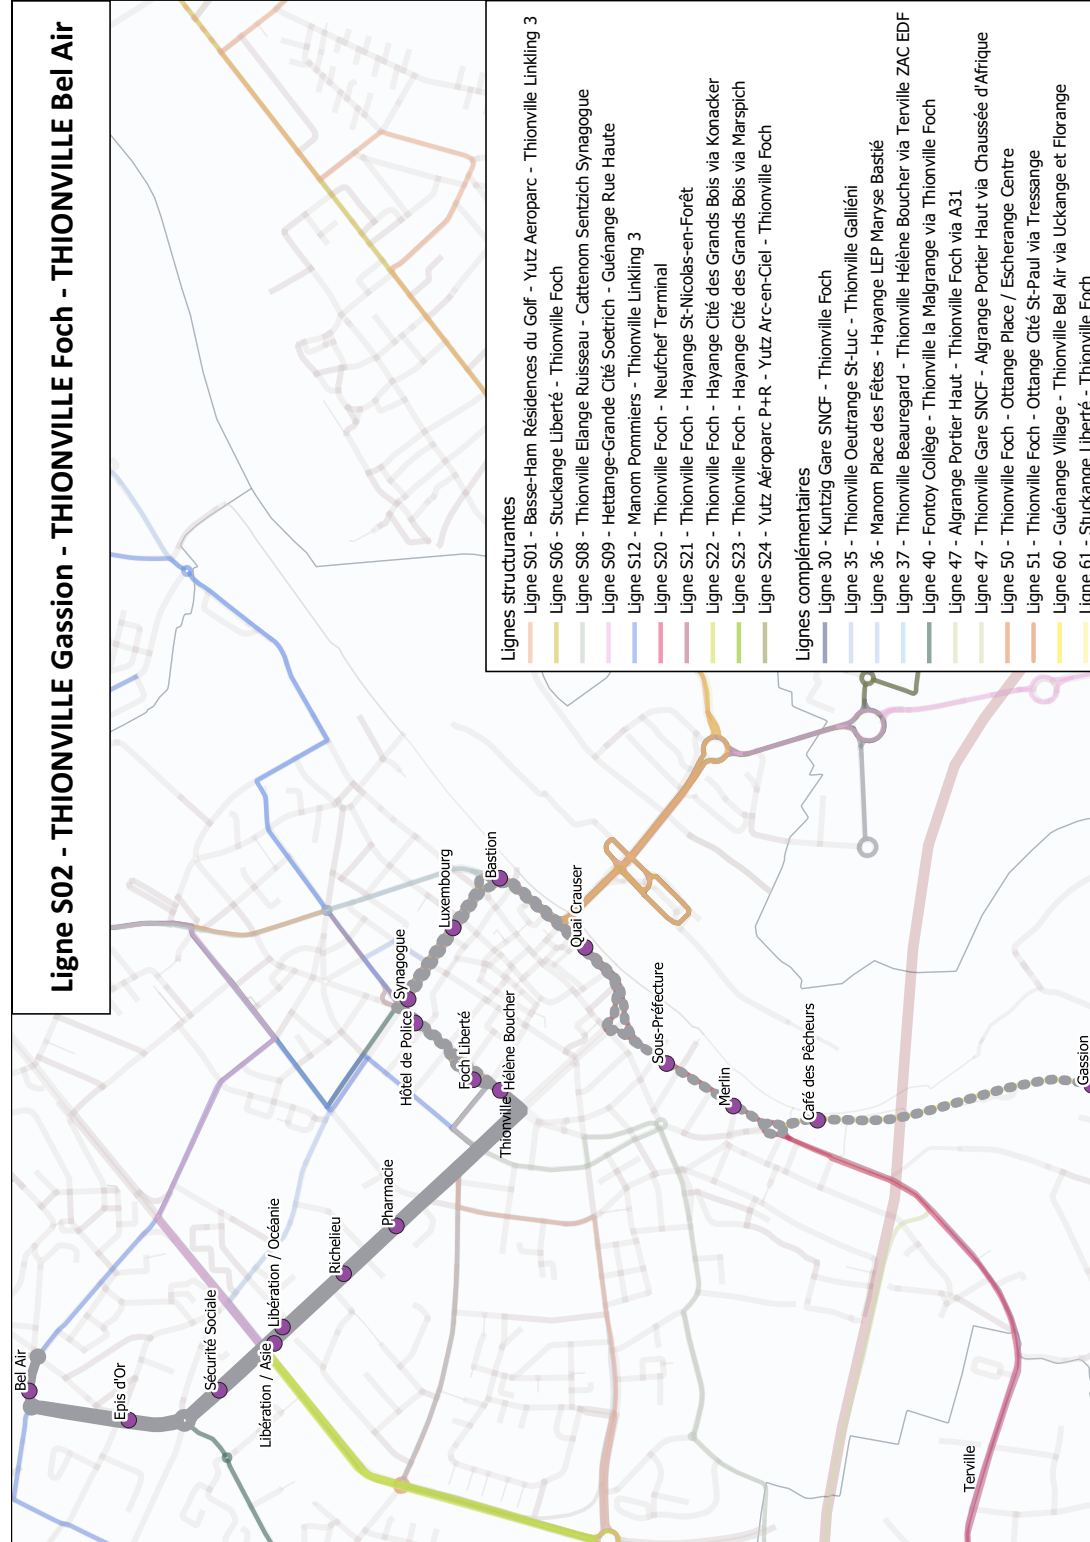 Ligne S02 - THIONVILLE Gassion - THIONVILLE Foch - THIONVILLE Bel Air
Lignes structurantes
Ligne S01 - Basse-Ham Résidences du Golf - Yutz Aeroparc - Thionville Linkling 3
Ligne S06 - Stuckange Liberté - Thionville Foch
Ligne S08 - Thionville Elange Ruisseau - Cattenom Sentzich Synagogue
Ligne S09 - Hettange-Grande Cité Soetrich - Guénange Rue Haute
Ligne S12 - Manom Pommiers - Thionville Linkling 3
Ligne S20 - Thionville Foch - Neufchef Terminal
Ligne S21 - Thionville Foch - Hayange St-Nicolas-en-Forêt
Ligne S22 - Thionville Foch - Hayange Cité des Grands Bois via Konacker
Ligne S23 - Thionville Foch - Hayange Cité des Grands Bois via Marspich
Ligne S24 - Yutz Aéroparc P+R - Yutz Arc-en-Ciel - Thionville Foch
Lignes complémentaires
Ligne 30 - Kuntzig Gare SNCF - Thionville Foch
Ligne 35 - Thionville Oeutrange St-Luc - Thionville Galliéni
Ligne 36 - Manom Place des Fêtes - Hayange LEP Maryse Bastié
Ligne 37 - Thionville Beauregard - Thionville Hélène Boucher via Terville ZAC EDF
Ligne 40 - Fontoy Collège - Thionville la Malgrange via Thionville Foch
Ligne 47 - Algrange Portier Haut - Thionville Foch via A31
Ligne 47 - Thionville Gare SNCF - Algrange Portier Haut via Chaussée d'Afrique
Ligne 50 - Thionville Foch - Ottange Place / Escherange Centre
Ligne 51 - Thionville Foch - Ottange Cité St-Paul via Tressange
Ligne 60 - Guénange Village - Thionville Bel Air via Uckange et Florange
Ligne 61 - Stuckange Liberté - Thionville Foch
Bel Air
Epis d'Or
Sécurité Sociale
Libération / Asie
Libération / Océanie
Richelieu
Pharmacie
Thionville Hélène Boucher
Foch Liberté
Hôtel de Police
Synagogue
Luxembourg
Bastion
Quai Crauser
Sous-Préfecture
Merlin
Café des Pêcheurs
Gassion
Terville